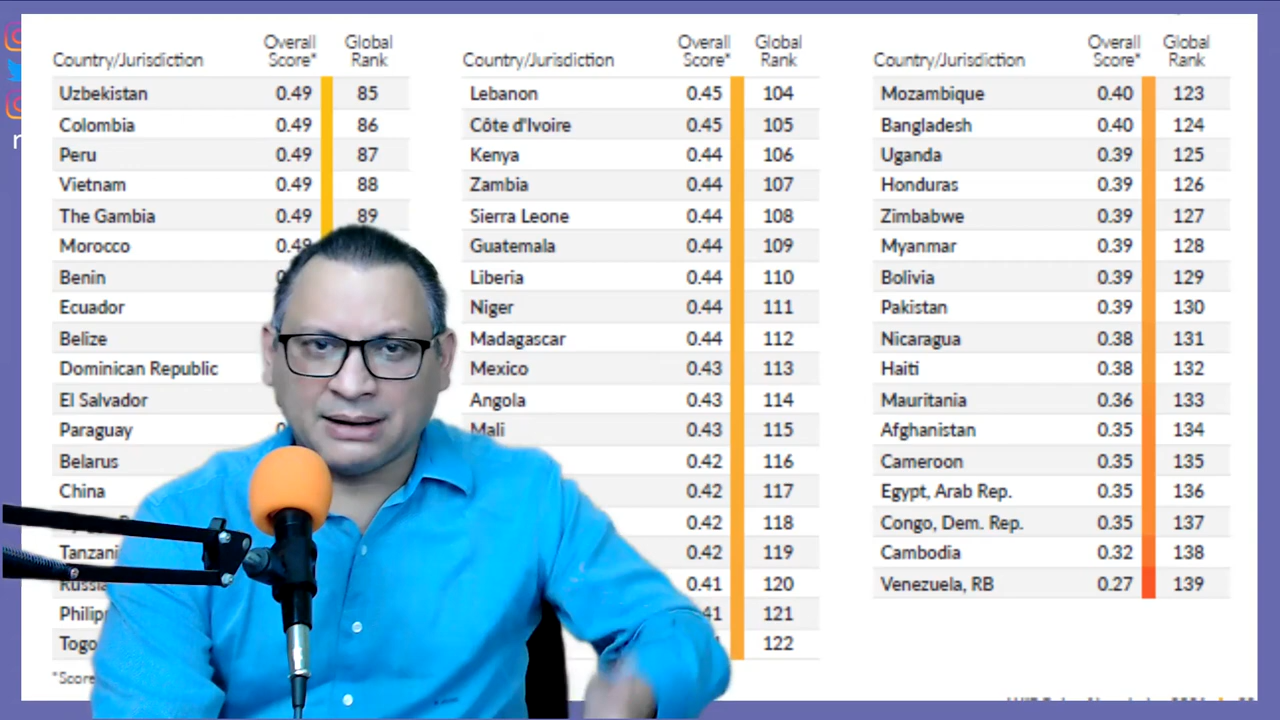 Country/Jurisdiction Overall Score* Global Rank
Uzbekistan 0.49 85
Colombia 0.49 86
Peru 0.49 87
Vietnam 0.49 88
The Gambia 0.49 89
Morocco
Benin
Ecuador
Belize
Dominican Republic
El Salvador
Paraguay
Belarus
China
Togo
*Score
Country/Jurisdiction Overall Score* Global Rank
Lebanon 0.45 104
Côte d'Ivoire 0.45 105
Kenya 0.44 106
Zambia 0.44 107
Sierra Leone 0.44 108
Guatemala 0.44 109
Liberia 0.44 110
Niger 0.44 111
Madagascar 0.44 112
Mexico 0.43 113
Angola 0.43 114
Mali 0.43 115
0.42 116
0.42 117
0.42 118
0.42 119
0.41 120
121
122
Country/Jurisdiction Overall Score* Global Rank
Mozambique 0.40 123
Bangladesh 0.40 124
Uganda 0.39 125
Honduras 0.39 126
Zimbabwe 0.39 127
Myanmar 0.39 128
Bolivia 0.39 129
Pakistan 0.39 130
Nicaragua 0.38 131
Haiti 0.38 132
Mauritania 0.36 133
Afghanistan 0.35 134
Cameroon 0.35 135
Egypt, Arab Rep. 0.35 136
Congo, Dem. Rep. 0.35 137
Cambodia 0.32 138
Venezuela, RB 0.27 139